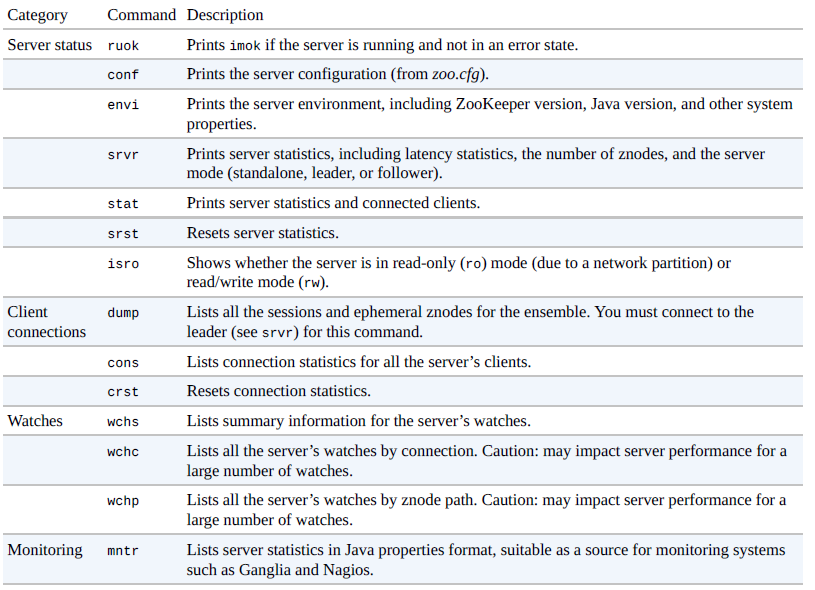 Category Command Description
Server status ruok Prints imok if the server is running and not in an error state.
conf Prints the server configuration (from zoo.cfg).
envi Prints the server environment, including ZooKeeper version, Java version, and other system
properties.
srvr Prints server statistics, including latency statistics, the number of znodes, and the server
mode (standalone, leader, or follower).
stat Prints server statistics and connected clients.
srst Resets server statistics.
isro Shows whether the server is in read-only (ro) mode (due to a network partition) or
read/write mode (rw).
Client dump Lists all the sessions and ephemeral znodes for the ensemble. You must connect to the
connections leader (see srvr) for this command.
cons Lists connection statistics for all the server’s clients.
crst Resets connection statistics.
Watches wchs Lists summary information for the server’s watches.
wchc Lists all the server’s watches by connection. Caution: may impact server performance for a
large number of watches.
wchp Lists all the server’s watches by znode path. Caution: may impact server performance for a
large number of watches.
Monitoring mntr Lists server statistics in Java properties format, suitable as a source for monitoring systems
such as Ganglia and Nagios.